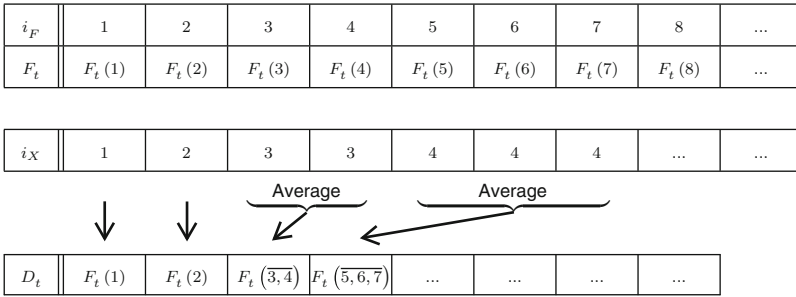 i_F 1 2 3 4 5 6 7 8 ...
F_t F_t (1) F_t (2) F_t (3) F_t (4) F_t (5) F_t (6) F_t (7) F_t (8) ...
i_X 1 2 3 3 4 4 4 ... ...
Average Average
D_t F_t (1) F_t (2) F_t (\overline{3,4}) F_t (\overline{5,6,7}) ... ... ... ...